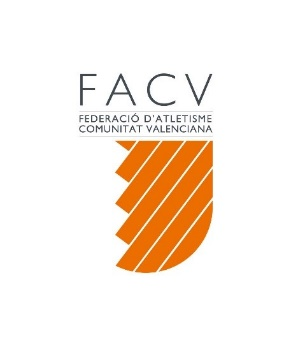 FACV
FEDERACIÓ D'ATLETISME
COMUNITAT VALENCIANA